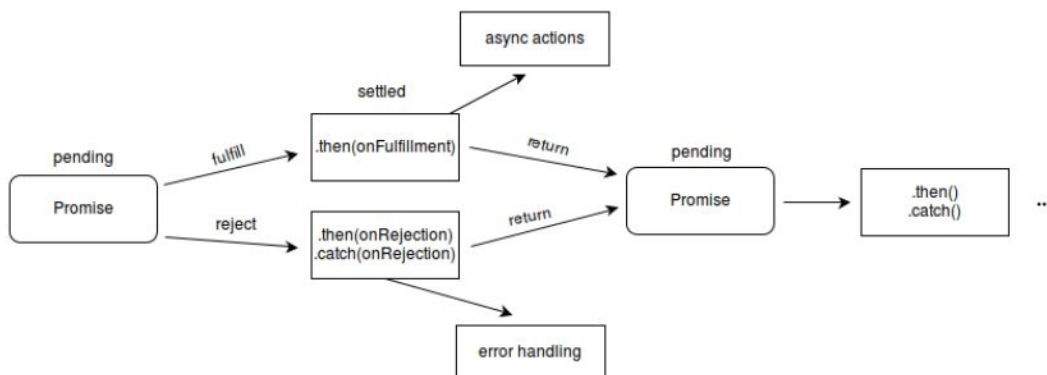 async actions
settled
.then(onFulfillment)
pending
fulfill
return
pending
Promise
Promise
.then()
.catch()
..
reject
.then(onRejection)
.catch(onRejection)
return
error handling